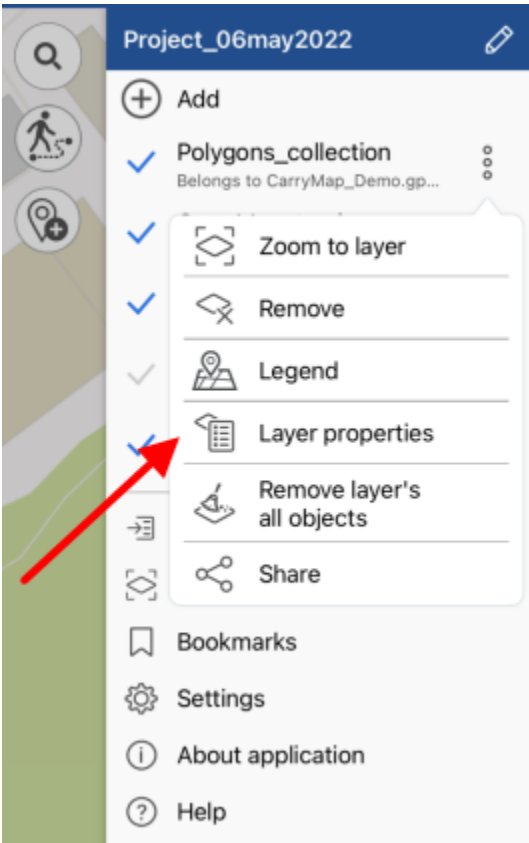 Project_06may2022
Add
Polygons_collection
Belongs to CarryMap_Demo.gp...
Zoom to layer
Remove
Legend
Layer properties
Remove layer's
all objects
Share
Bookmarks
Settings
About application
Help